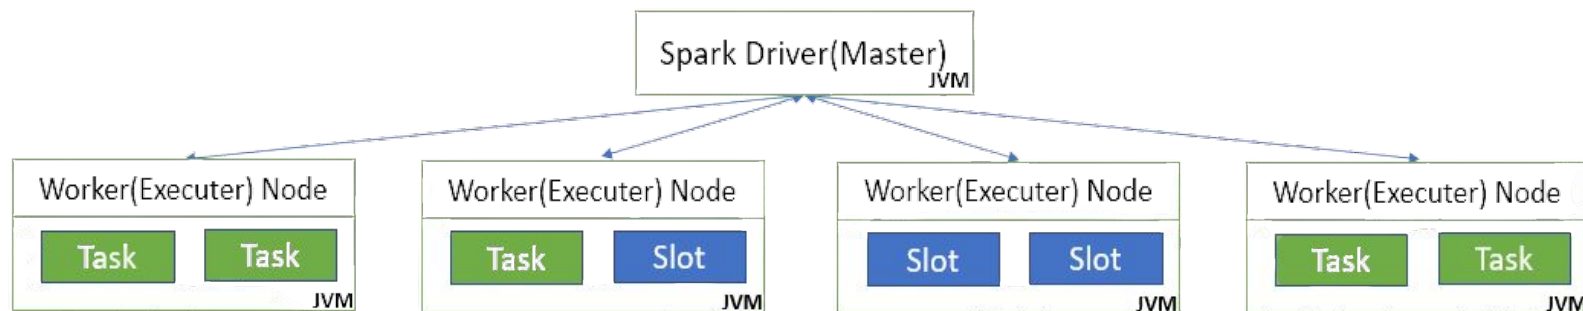 Spark Driver(Master)
JVM
Worker(Executer) Node
Task Task
JVM
Worker(Executer) Node
Task Slot
JVM
Worker(Executer) Node
Slot Slot
JVM
Worker(Executer) Node
Task Task
JVM